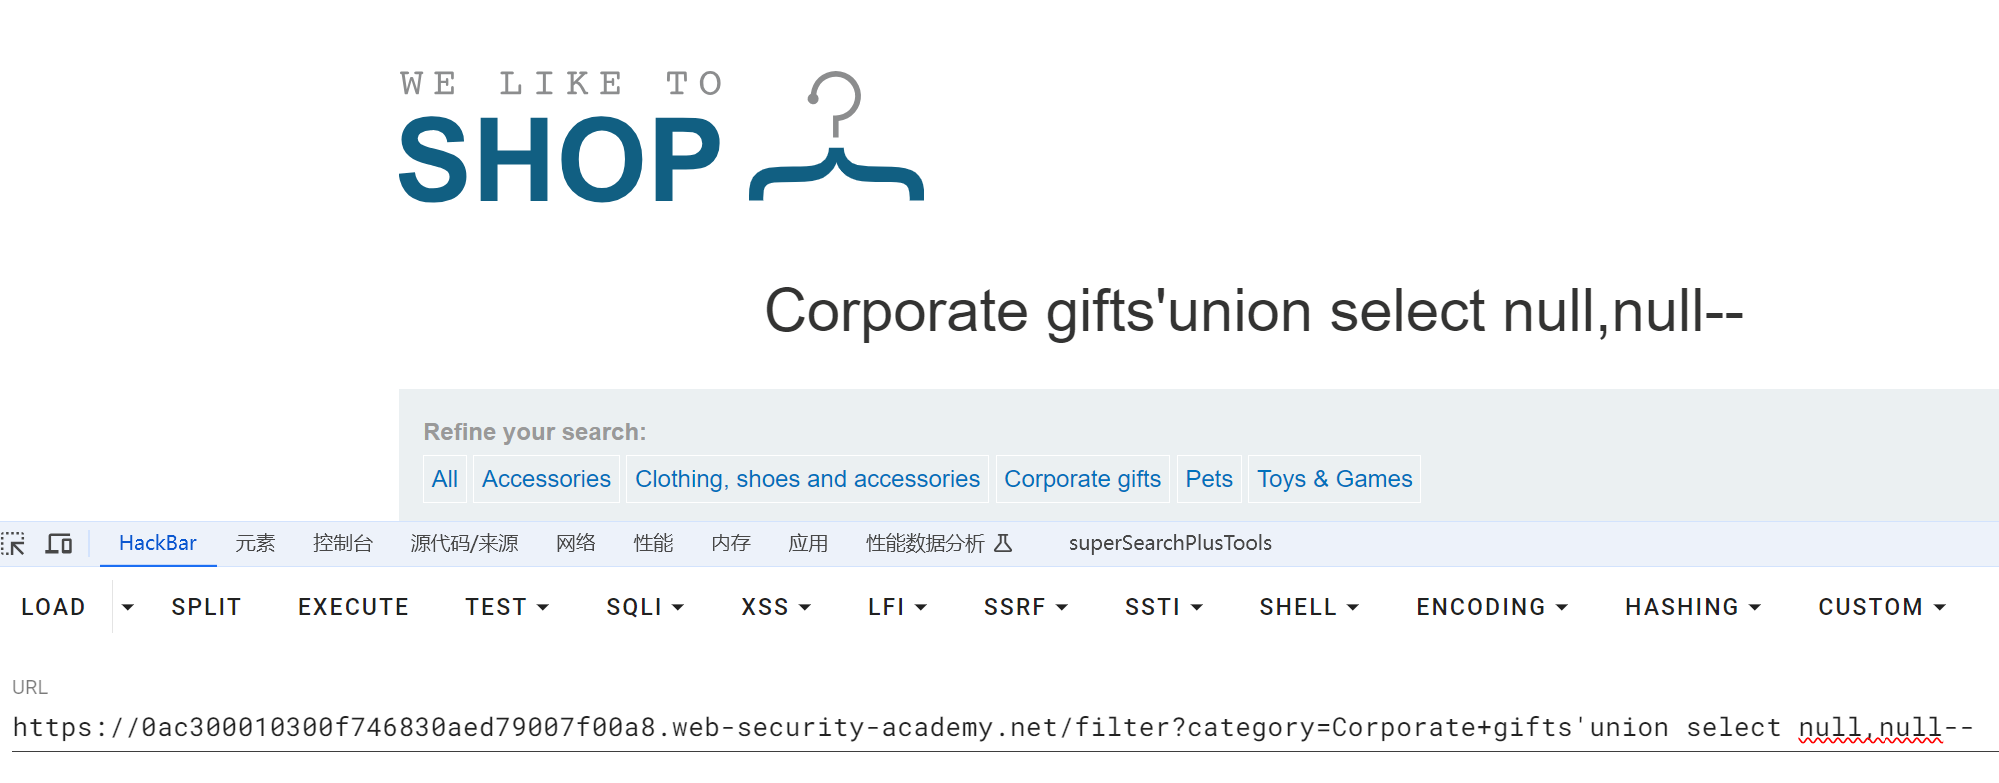 WE LIKE TO
SHOP
Corporate gifts'union select null,null--
Refine your search:
All Accessories Clothing, shoes and accessories Corporate gifts Pets Toys & Games
HackBar 元素 控制台 源代码/来源 网络 性能 内存 应用 性能数据分析 superSearchPlusTools
LOAD SPLIT EXECUTE TEST SQLI XSS LFI SSRF SSTI SHELL ENCODING HASHING CUSTOM
URL
https://0ac300010300f746830aed79007f00a8.web-security-academy.net/filter?category=Corporate+gifts'union select null,null--